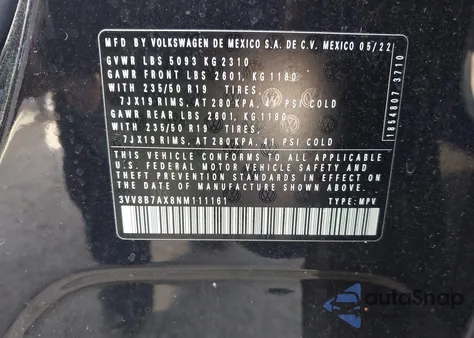 MFD BY VOLKSWAGEN DE MEXICO S.A. DE C.V. MEXICO 05/22
GVWR LBS 5093 KG 2310
GAWR FRONT LBS 2601, KG 1180
WITH 235/50 R19 TIRES,
7JX19 RIMS, AT 280 KPA, 41 PSI COLD
GAWR REAR LBS 2601, KG 1180
WITH 235/50 R19 TIRES,
7JX19 RIMS, AT 280 KPA, 41 PSI COLD
THIS VEHICLE CONFORMS TO ALL APPLICABLE
U.S. FEDERAL MOTOR VEHICLE SAFETY AND
THEFT PREVENTION STANDARDS IN EFFECT ON
THE DATE OF MANUFACTURE SHOWN ABOVE.
3VV8B7AX8NM111161 TYPE: MPV
3710
autoSnap